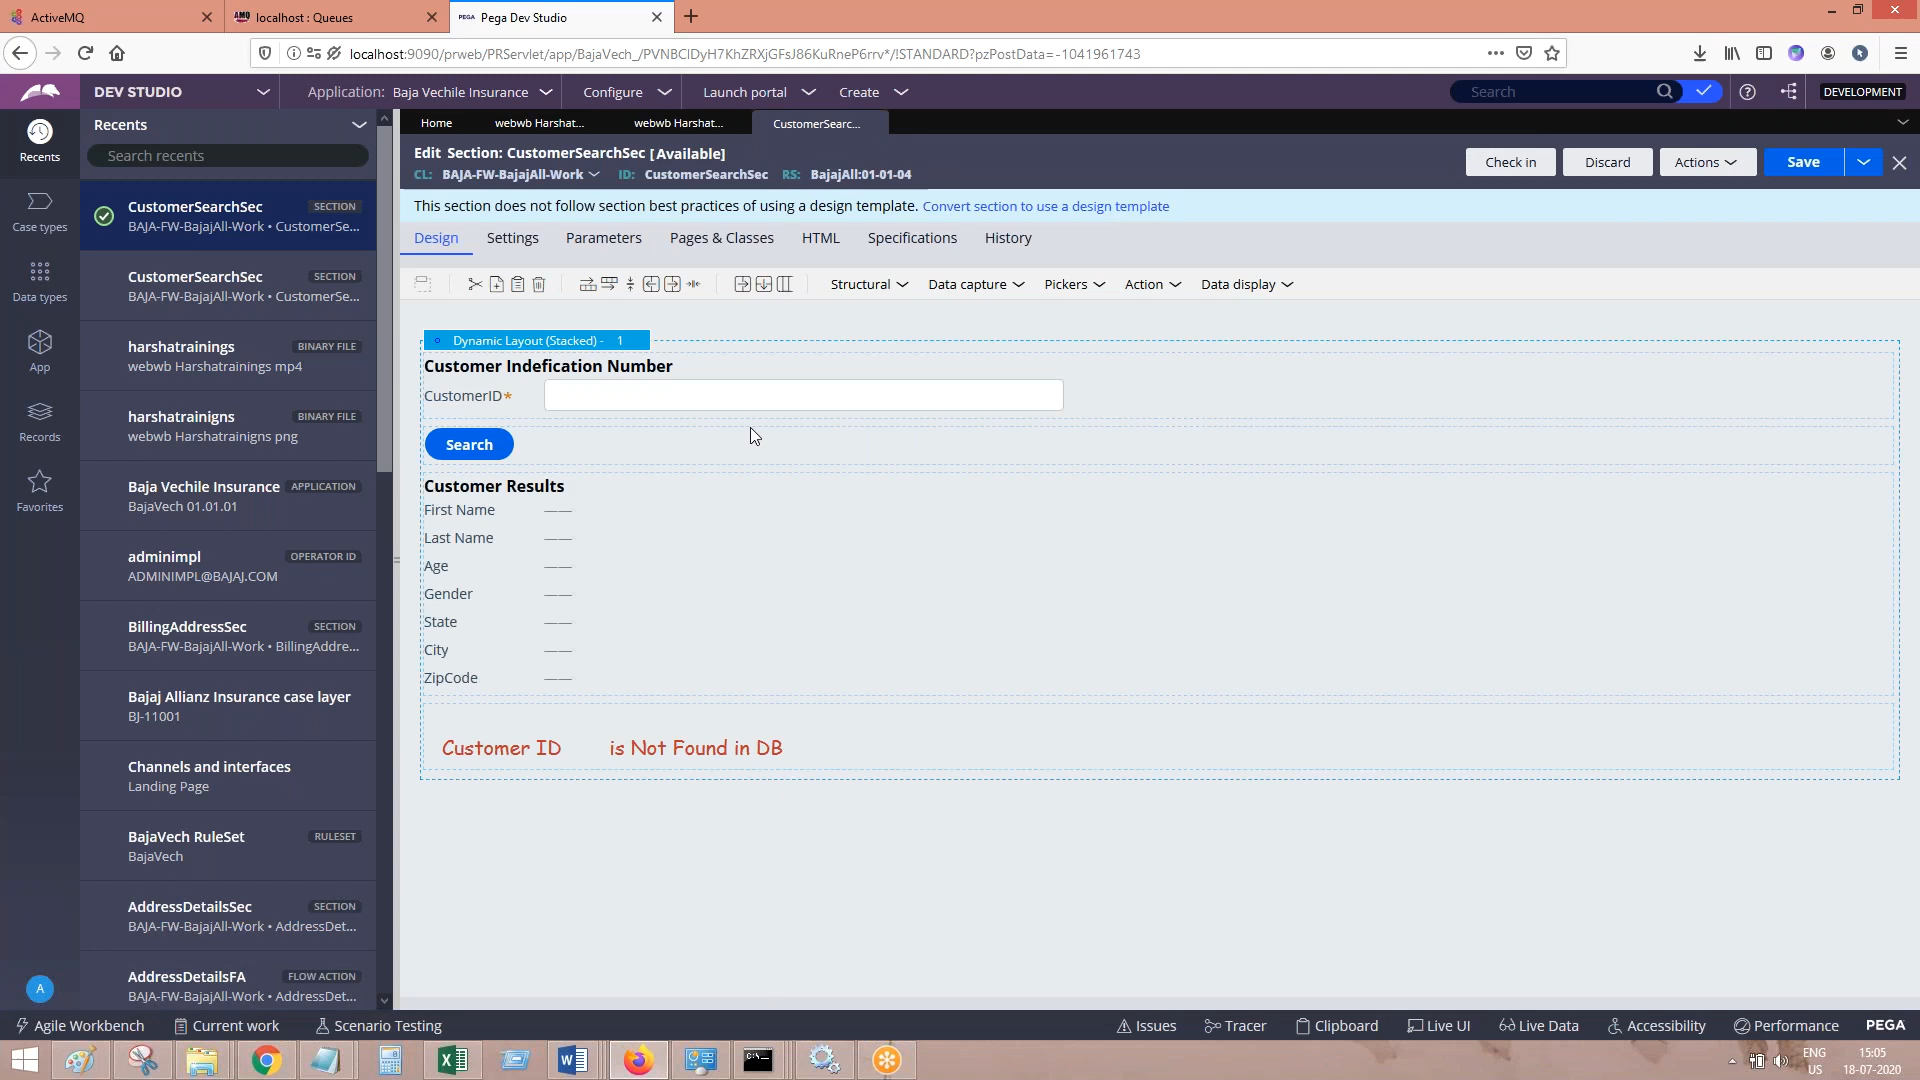 ActiveMQ
localhost : Queues
PEGA Pega Dev Studio
localhost:9090/prweb/PRServlet/app/BajaVech_/PVNBCIDyH7KhZRXjGFsJ86KuRneP6rrv*/!STANDARD?pzPostData=-1041961743
DEV STUDIO
Application: Baja Vechile Insurance
Configure
Launch portal
Create
Search
DEVELOPMENT
Recents
Case types
Data types
App
Records
Favorites
A
Recents
Search recents
CustomerSearchSec SECTION
BAJA-FW-BajajAll-Work • CustomerSe...
CustomerSearchSec SECTION
BAJA-FW-BajajAll-Work • CustomerSe...
harshatrainings BINARY FILE
webwb Harshatrainings mp4
harshatrainigns BINARY FILE
webwb Harshatrainigns png
Baja Vechile Insurance APPLICATION
BajaVech 01.01.01
adminimpl OPERATOR ID
ADMINIMPL@BAJAJ.COM
BillingAddressSec SECTION
BAJA-FW-BajajAll-Work • BillingAddre...
Bajaj Allianz Insurance case layer
BJ-11001
Channels and interfaces
Landing Page
BajaVech RuleSet RULESET
BajaVech
AddressDetailsSec SECTION
BAJA-FW-BajajAll-Work • AddressDet...
AddressDetailsFA FLOW ACTION
BAJA-FW-BajajAll-Work • AddressDet...
Home
webwb Harshat...
webwb Harshat...
CustomerSearc...
Edit Section: CustomerSearchSec [Available]
CL: BAJA-FW-BajajAll-Work ID: CustomerSearchSec RS: BajajAll:01-01-04
Check in
Discard
Actions
Save
This section does not follow section best practices of using a design template. Convert section to use a design template
Design
Settings
Parameters
Pages & Classes
HTML
Specifications
History
Structural
Data capture
Pickers
Action
Data display
Dynamic Layout (Stacked) - 1
Customer Indefication Number
CustomerID*
Search
Customer Results
First Name ——
Last Name ——
Age ——
Gender ——
State ——
City ——
ZipCode ——
Customer ID is Not Found in DB
Agile Workbench
Current work
Scenario Testing
Issues
Tracer
Clipboard
Live UI
Live Data
Accessibility
Performance
PEGA
ENG
US
15:05
18-07-2020